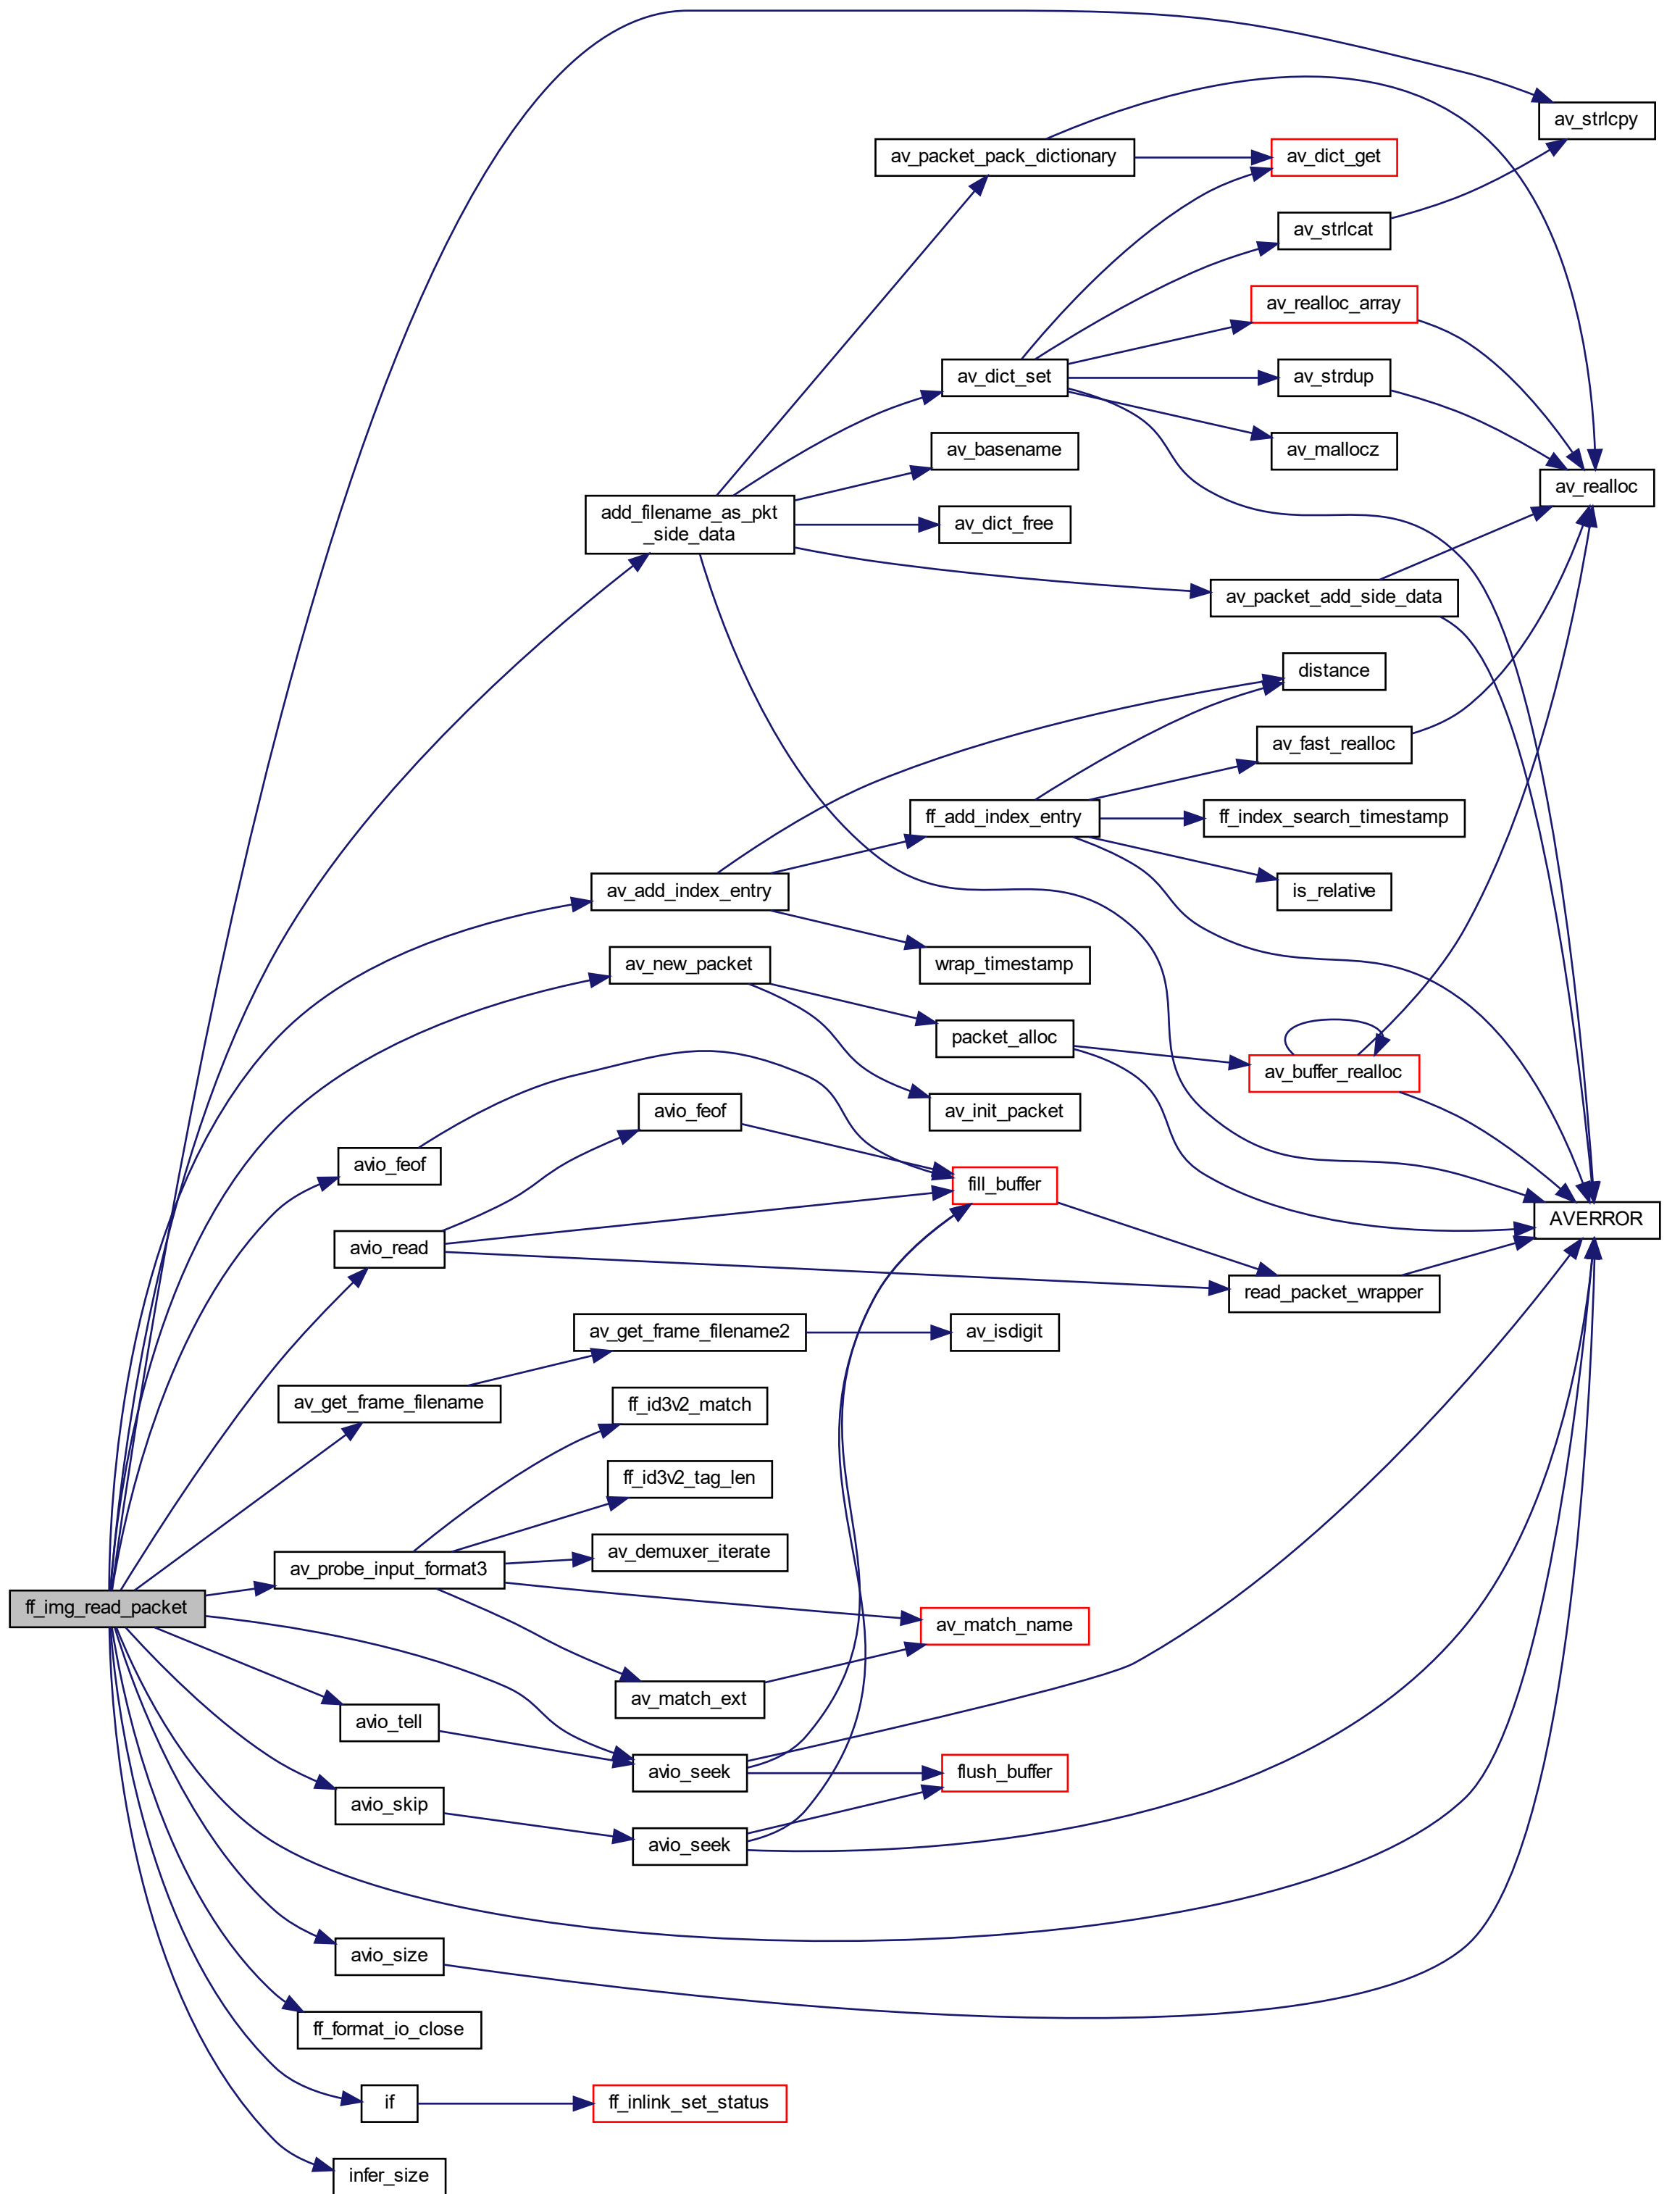 av_strlcpy
av_packet_pack_dictionary
av_dict_get
av_strlcat
av_realloc_array
av_dict_set
av_strdup
av_basename
av_mallocz
av_realloc
add_filename_as_pkt
_side_data
av_dict_free
av_packet_add_side_data
distance
av_fast_realloc
ff_add_index_entry
ff_index_search_timestamp
av_add_index_entry
is_relative
av_new_packet
wrap_timestamp
packet_alloc
av_buffer_realloc
avio_feof
av_init_packet
avio_feof
fill_buffer
AVERROR
avio_read
read_packet_wrapper
av_get_frame_filename2
av_isdigit
av_get_frame_filename
ff_id3v2_match
ff_id3v2_tag_len
av_demuxer_iterate
av_probe_input_format3
ff_img_read_packet
av_match_name
av_match_ext
avio_tell
avio_seek
flush_buffer
avio_skip
avio_seek
avio_size
ff_format_io_close
if
ff_inlink_set_status
infer_size